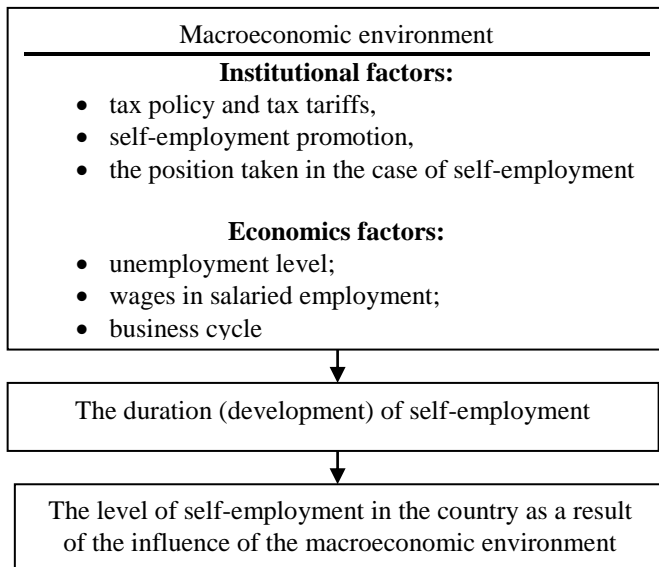 Macroeconomic environment
Institutional factors:
• tax policy and tax tariffs,
• self-employment promotion,
• the position taken in the case of self-employment
Economics factors:
• unemployment level;
• wages in salaried employment;
• business cycle
The duration (development) of self-employment
The level of self-employment in the country as a result
of the influence of the macroeconomic environment